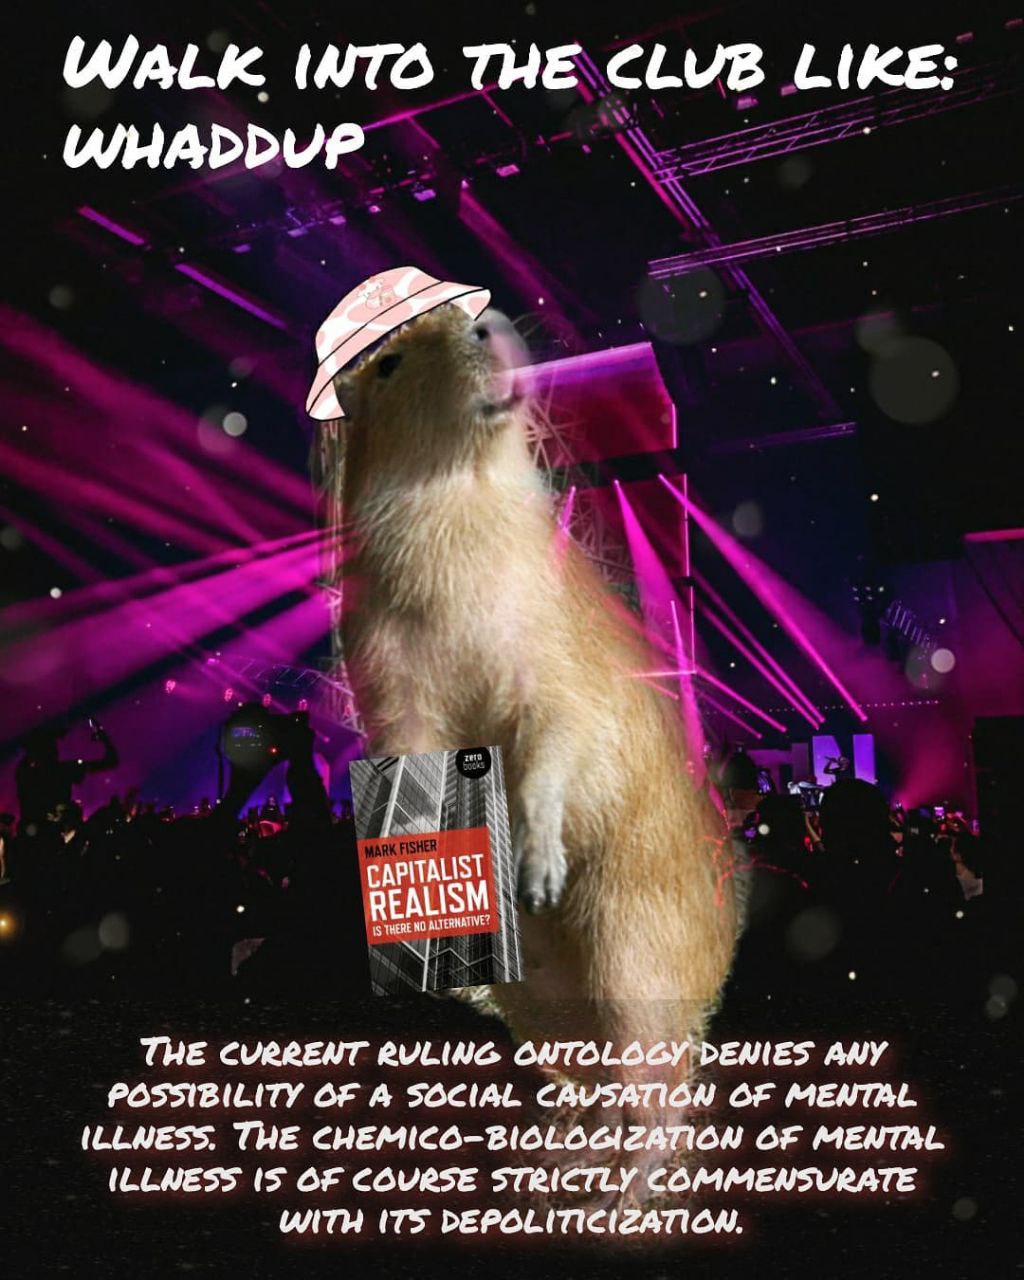 WALK INTO THE CLUB LIKE:
WHADDUP
zero
books
MARK FISHER
CAPITALIST
REALISM
IS THERE NO ALTERNATIVE?
THE CURRENT RULING ONTOLOGY DENIES ANY
POSSIBILITY OF A SOCIAL CAUSATION OF MENTAL
ILLNESS. THE CHEMICO-BIOLOGIZATION OF MENTAL
ILLNESS IS OF COURSE STRICTLY COMMENSURATE
WITH ITS DEPOLITICIZATION.